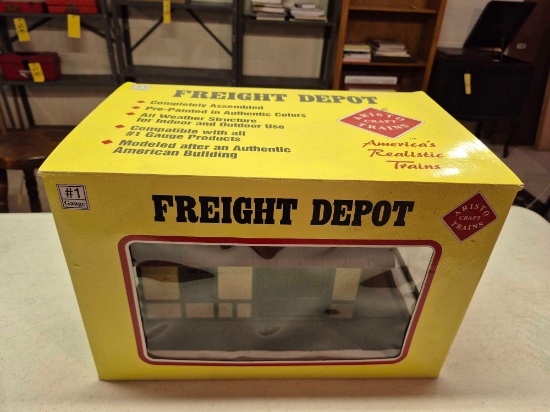 FREIGHT DEPOT
Completely Assembled
Pre-Painted in Authentic Colors
All Weather Structure
for Indoor and Outdoor Use
Compatible with all
#1 Gauge Products
Modeled after an Authentic
American Building
ARISTO
CRAFT
TRAINS
America's
Realistic
Trains
#1
Gauge
FREIGHT DEPOT
ARISTO
CRAFT
TRAINS